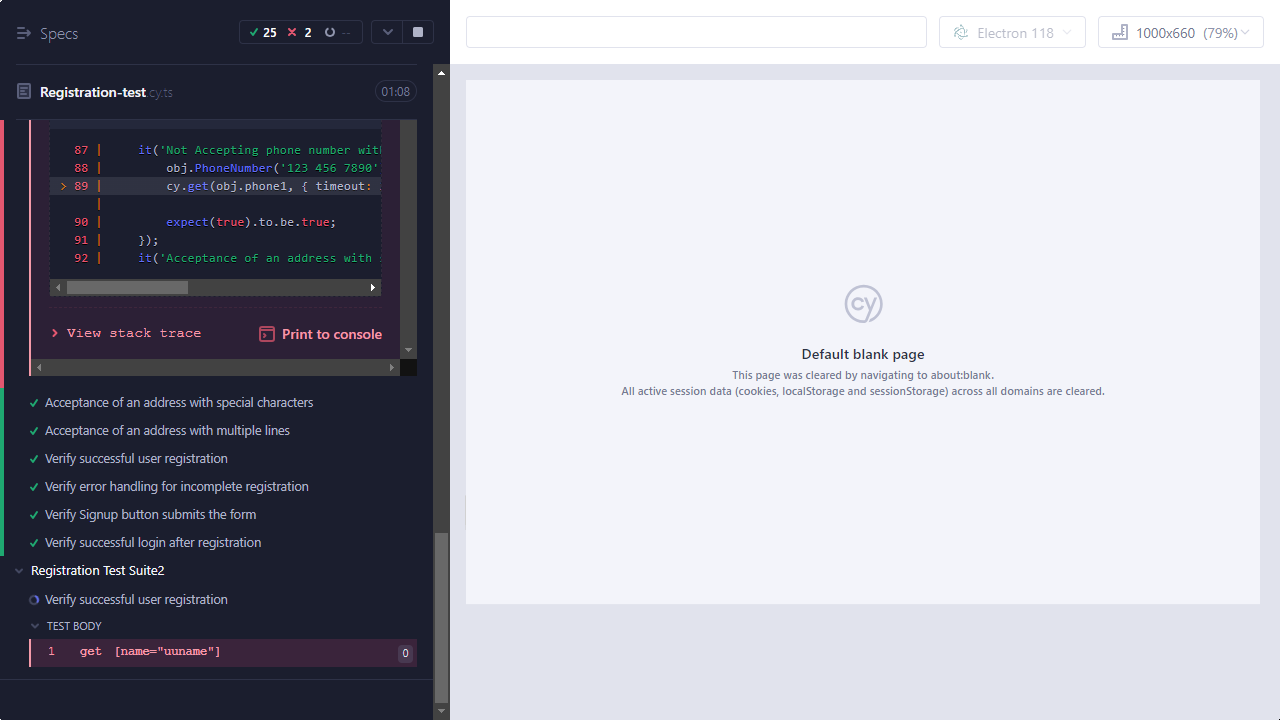 Specs
25 2 --
Registration-test.cy.ts
01:08
87 | it('Not Accepting phone number with
88 | obj.PhoneNumber('123 456 7890'
> 89 | cy.get(obj.phone1, { timeout:
|
90 | expect(true).to.be.true;
91 | });
92 | it('Acceptance of an address with
View stack trace
Print to console
Acceptance of an address with special characters
Acceptance of an address with multiple lines
Verify successful user registration
Verify error handling for incomplete registration
Verify Signup button submits the form
Verify successful login after registration
Registration Test Suite2
Verify successful user registration
TEST BODY
1 get [name="uuname"] 0
Electron 118
1000x660 (79%)
cy
Default blank page
This page was cleared by navigating to about:blank.
All active session data (cookies, localStorage and sessionStorage) across all domains are cleared.